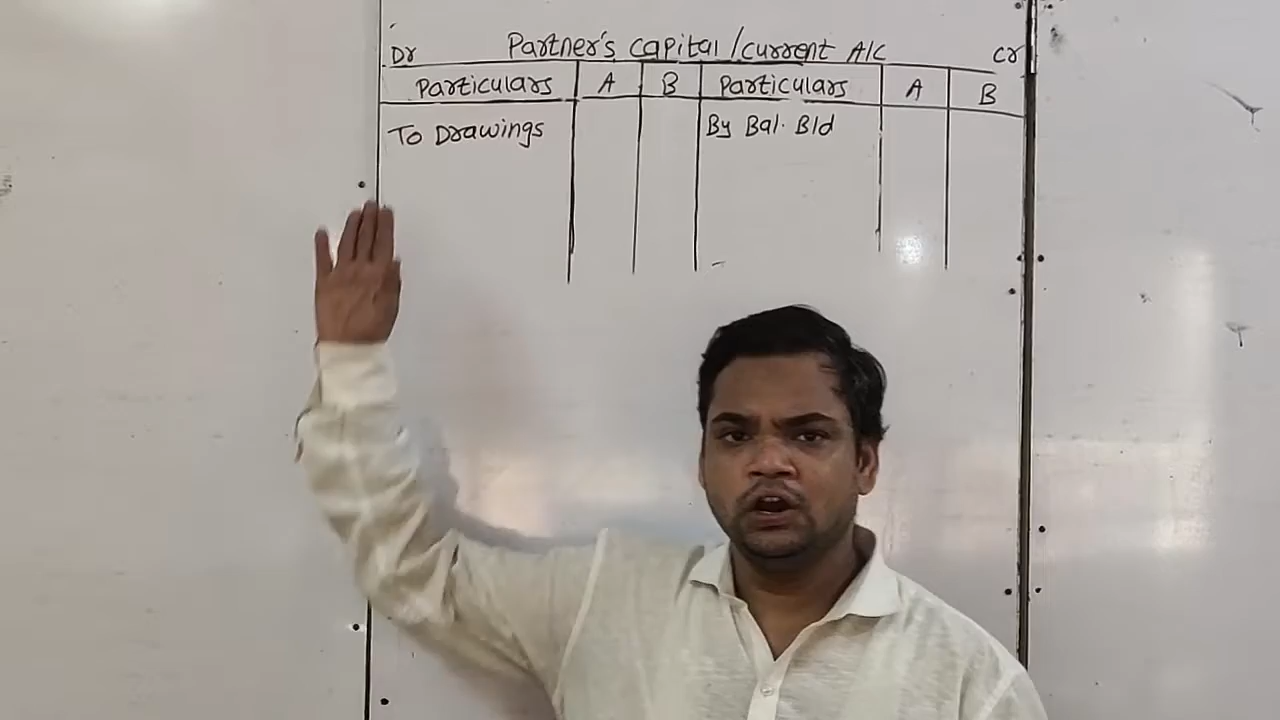 Dr Partner's capital/current A/C Cr
Particulars A B Particulars A B
To Drawings By Bal. B/d